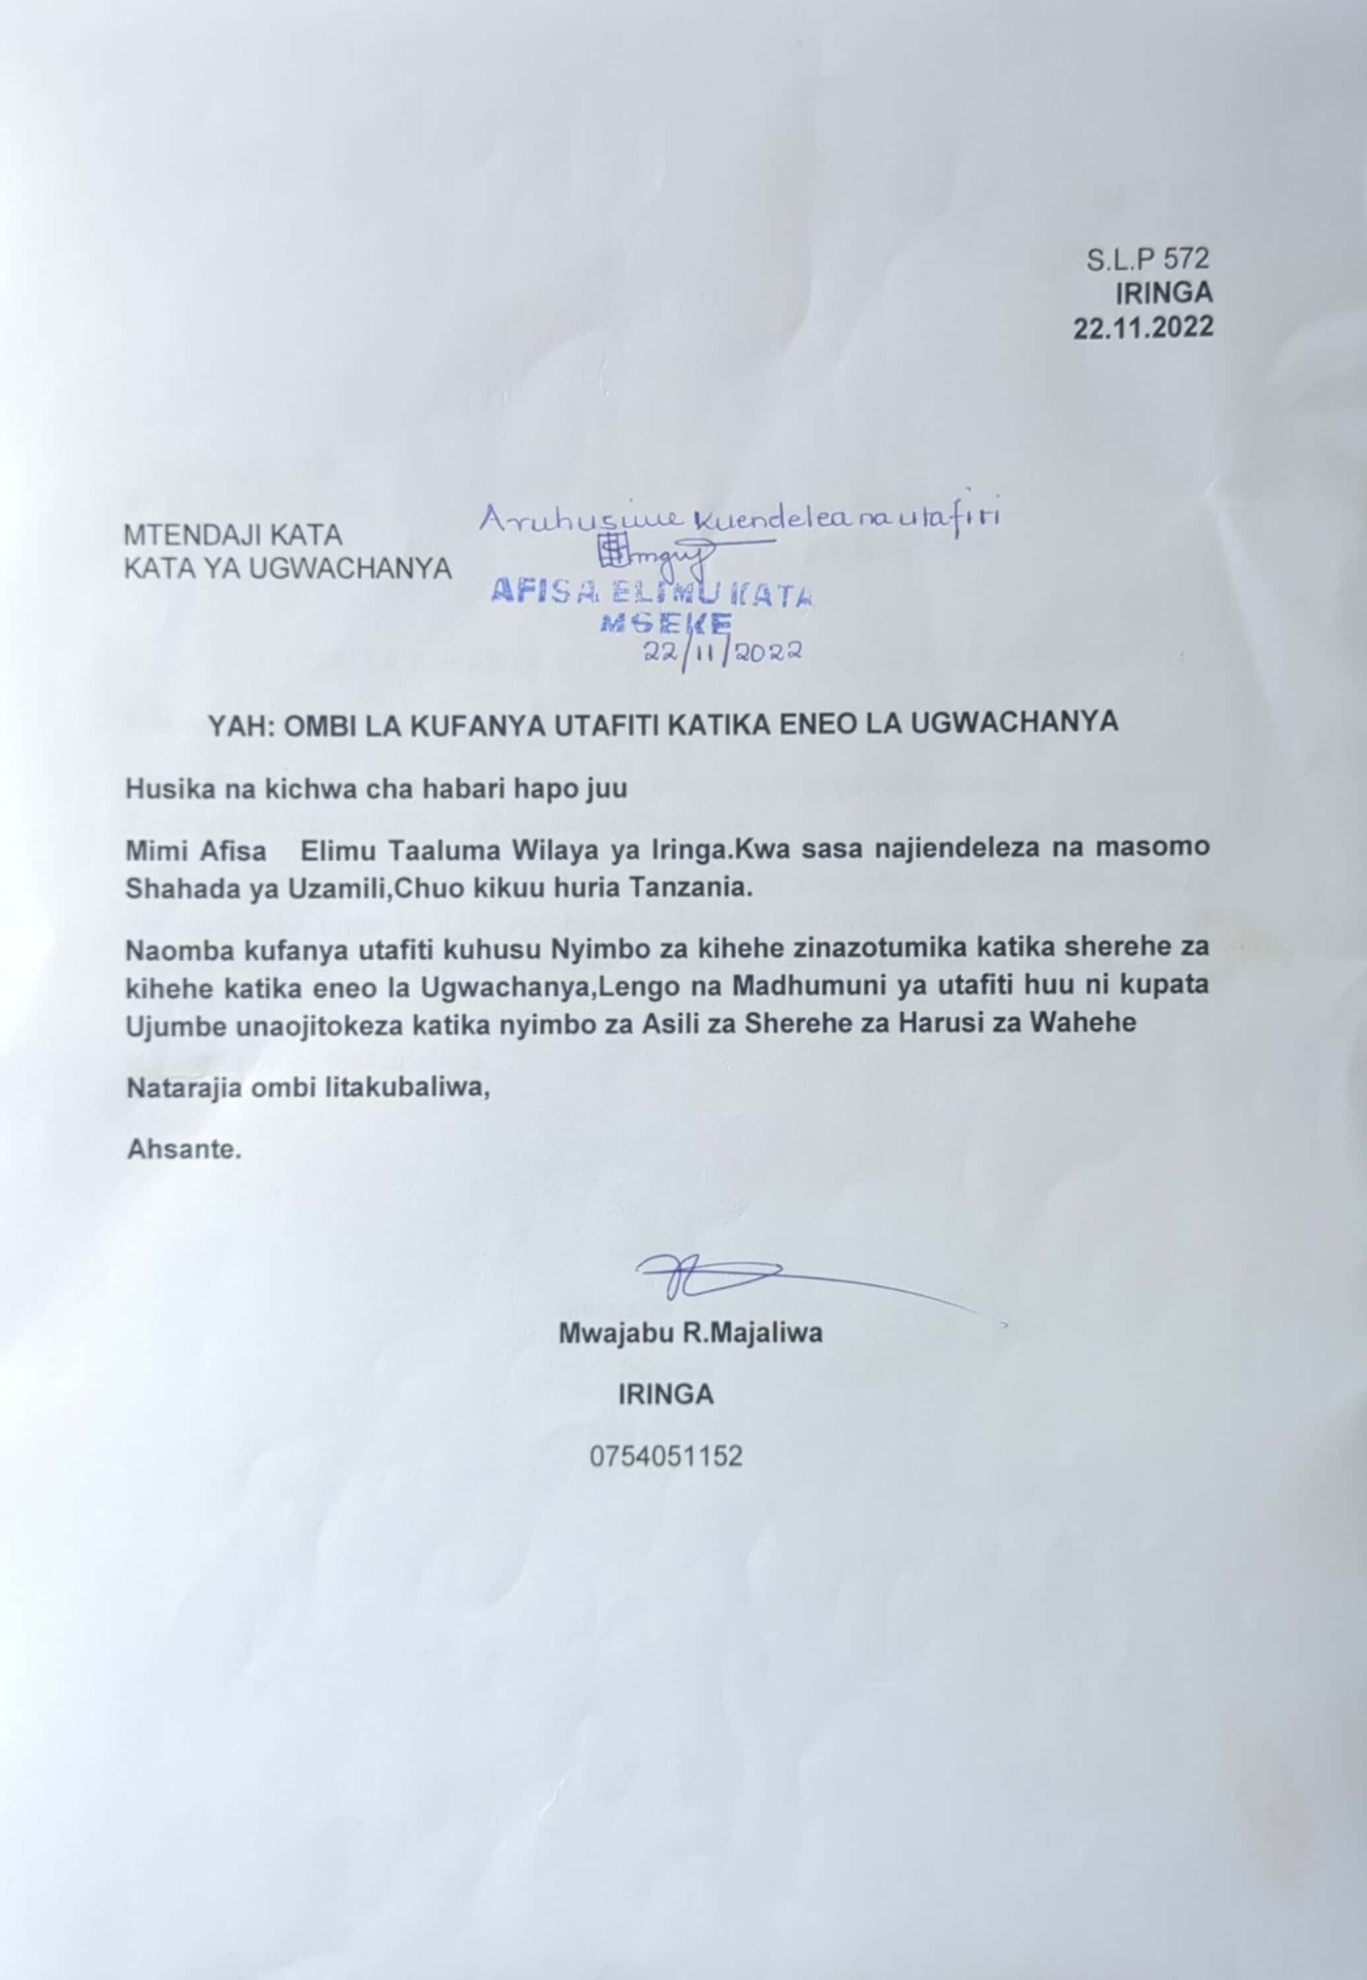 S.L.P 572
IRINGA
22.11.2022
MTENDAJI KATA
KATA YA UGWACHANYA
Aruhusiwe kuendelea na utafiti
AFISA ELIMU KATA
MSEKE
22/11/2022
YAH: OMBI LA KUFANYA UTAFITI KATIKA ENEO LA UGWACHANYA
Husika na kichwa cha habari hapo juu
Mimi Afisa Elimu Taaluma Wilaya ya Iringa.Kwa sasa najiendeleza na masomo
Shahada ya Uzamili,Chuo kikuu huria Tanzania.
Naomba kufanya utafiti kuhusu Nyimbo za kihehe zinazotumika katika sherehe za
kihehe katika eneo la Ugwachanya,Lengo na Madhumuni ya utafiti huu ni kupata
Ujumbe unaojitokeza katika nyimbo za Asili za Sherehe za Harusi za Wahehe
Natarajia ombi litakubaliwa,
Ahsante.
Mwajabu R.Majaliwa
IRINGA
0754051152